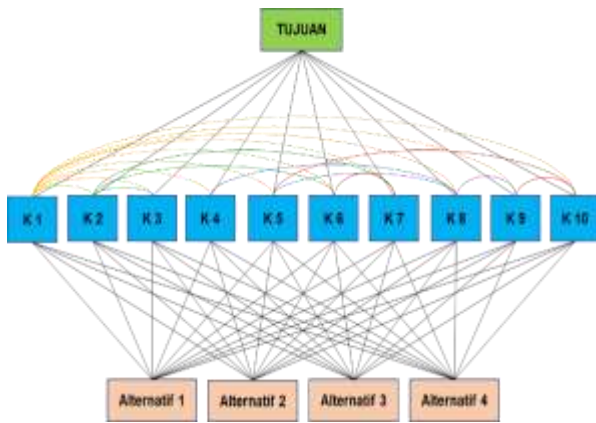 TUJUAN
K 1 K 2 K 3 K 4 K 5 K 6 K 7 K 8 K 9 K 10
Alternatif 1 Alternatif 2 Alternatif 3 Alternatif 4